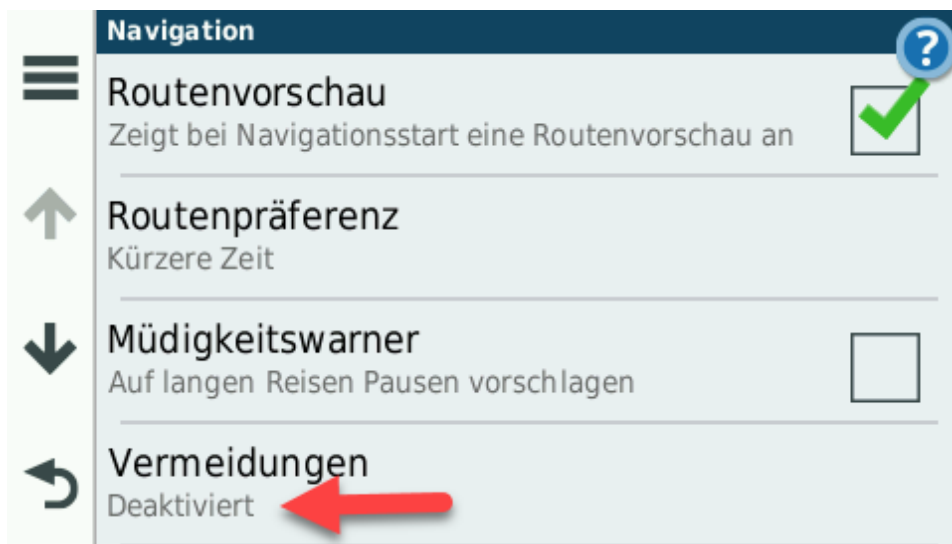 Navigation
?
Routenvorschau
Zeigt bei Navigationsstart eine Routenvorschau an
Routenpräferenz
Kürzere Zeit
Müdigkeitswarner
Auf langen Reisen Pausen vorschlagen
Vermeidungen
Deaktiviert